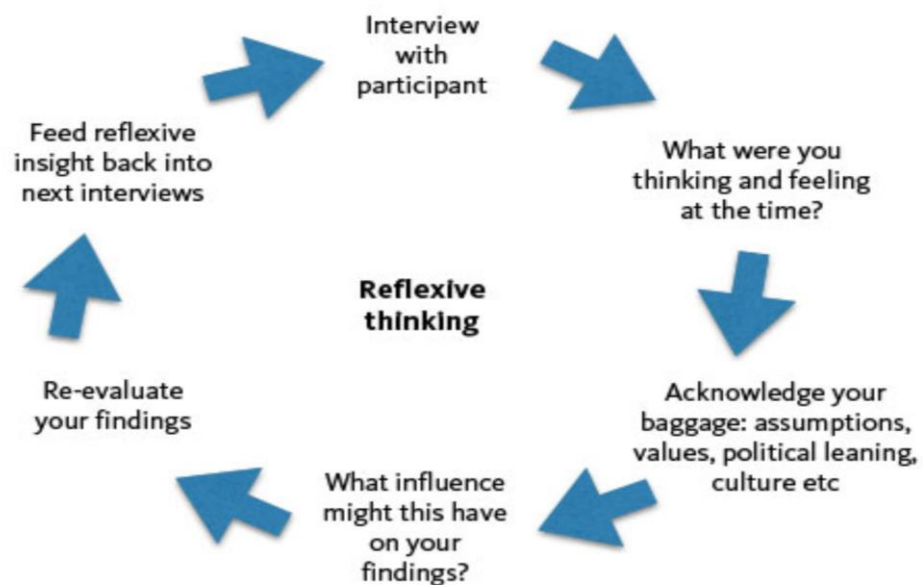 Interview
with
participant
What were you
thinking and feeling
at the time?
Acknowledge your
baggage: assumptions,
values, political leaning,
culture etc
What influence
might this have
on your
findings?
Re-evaluate
your findings
Feed reflexive
insight back into
next interviews
Reflexive
thinking